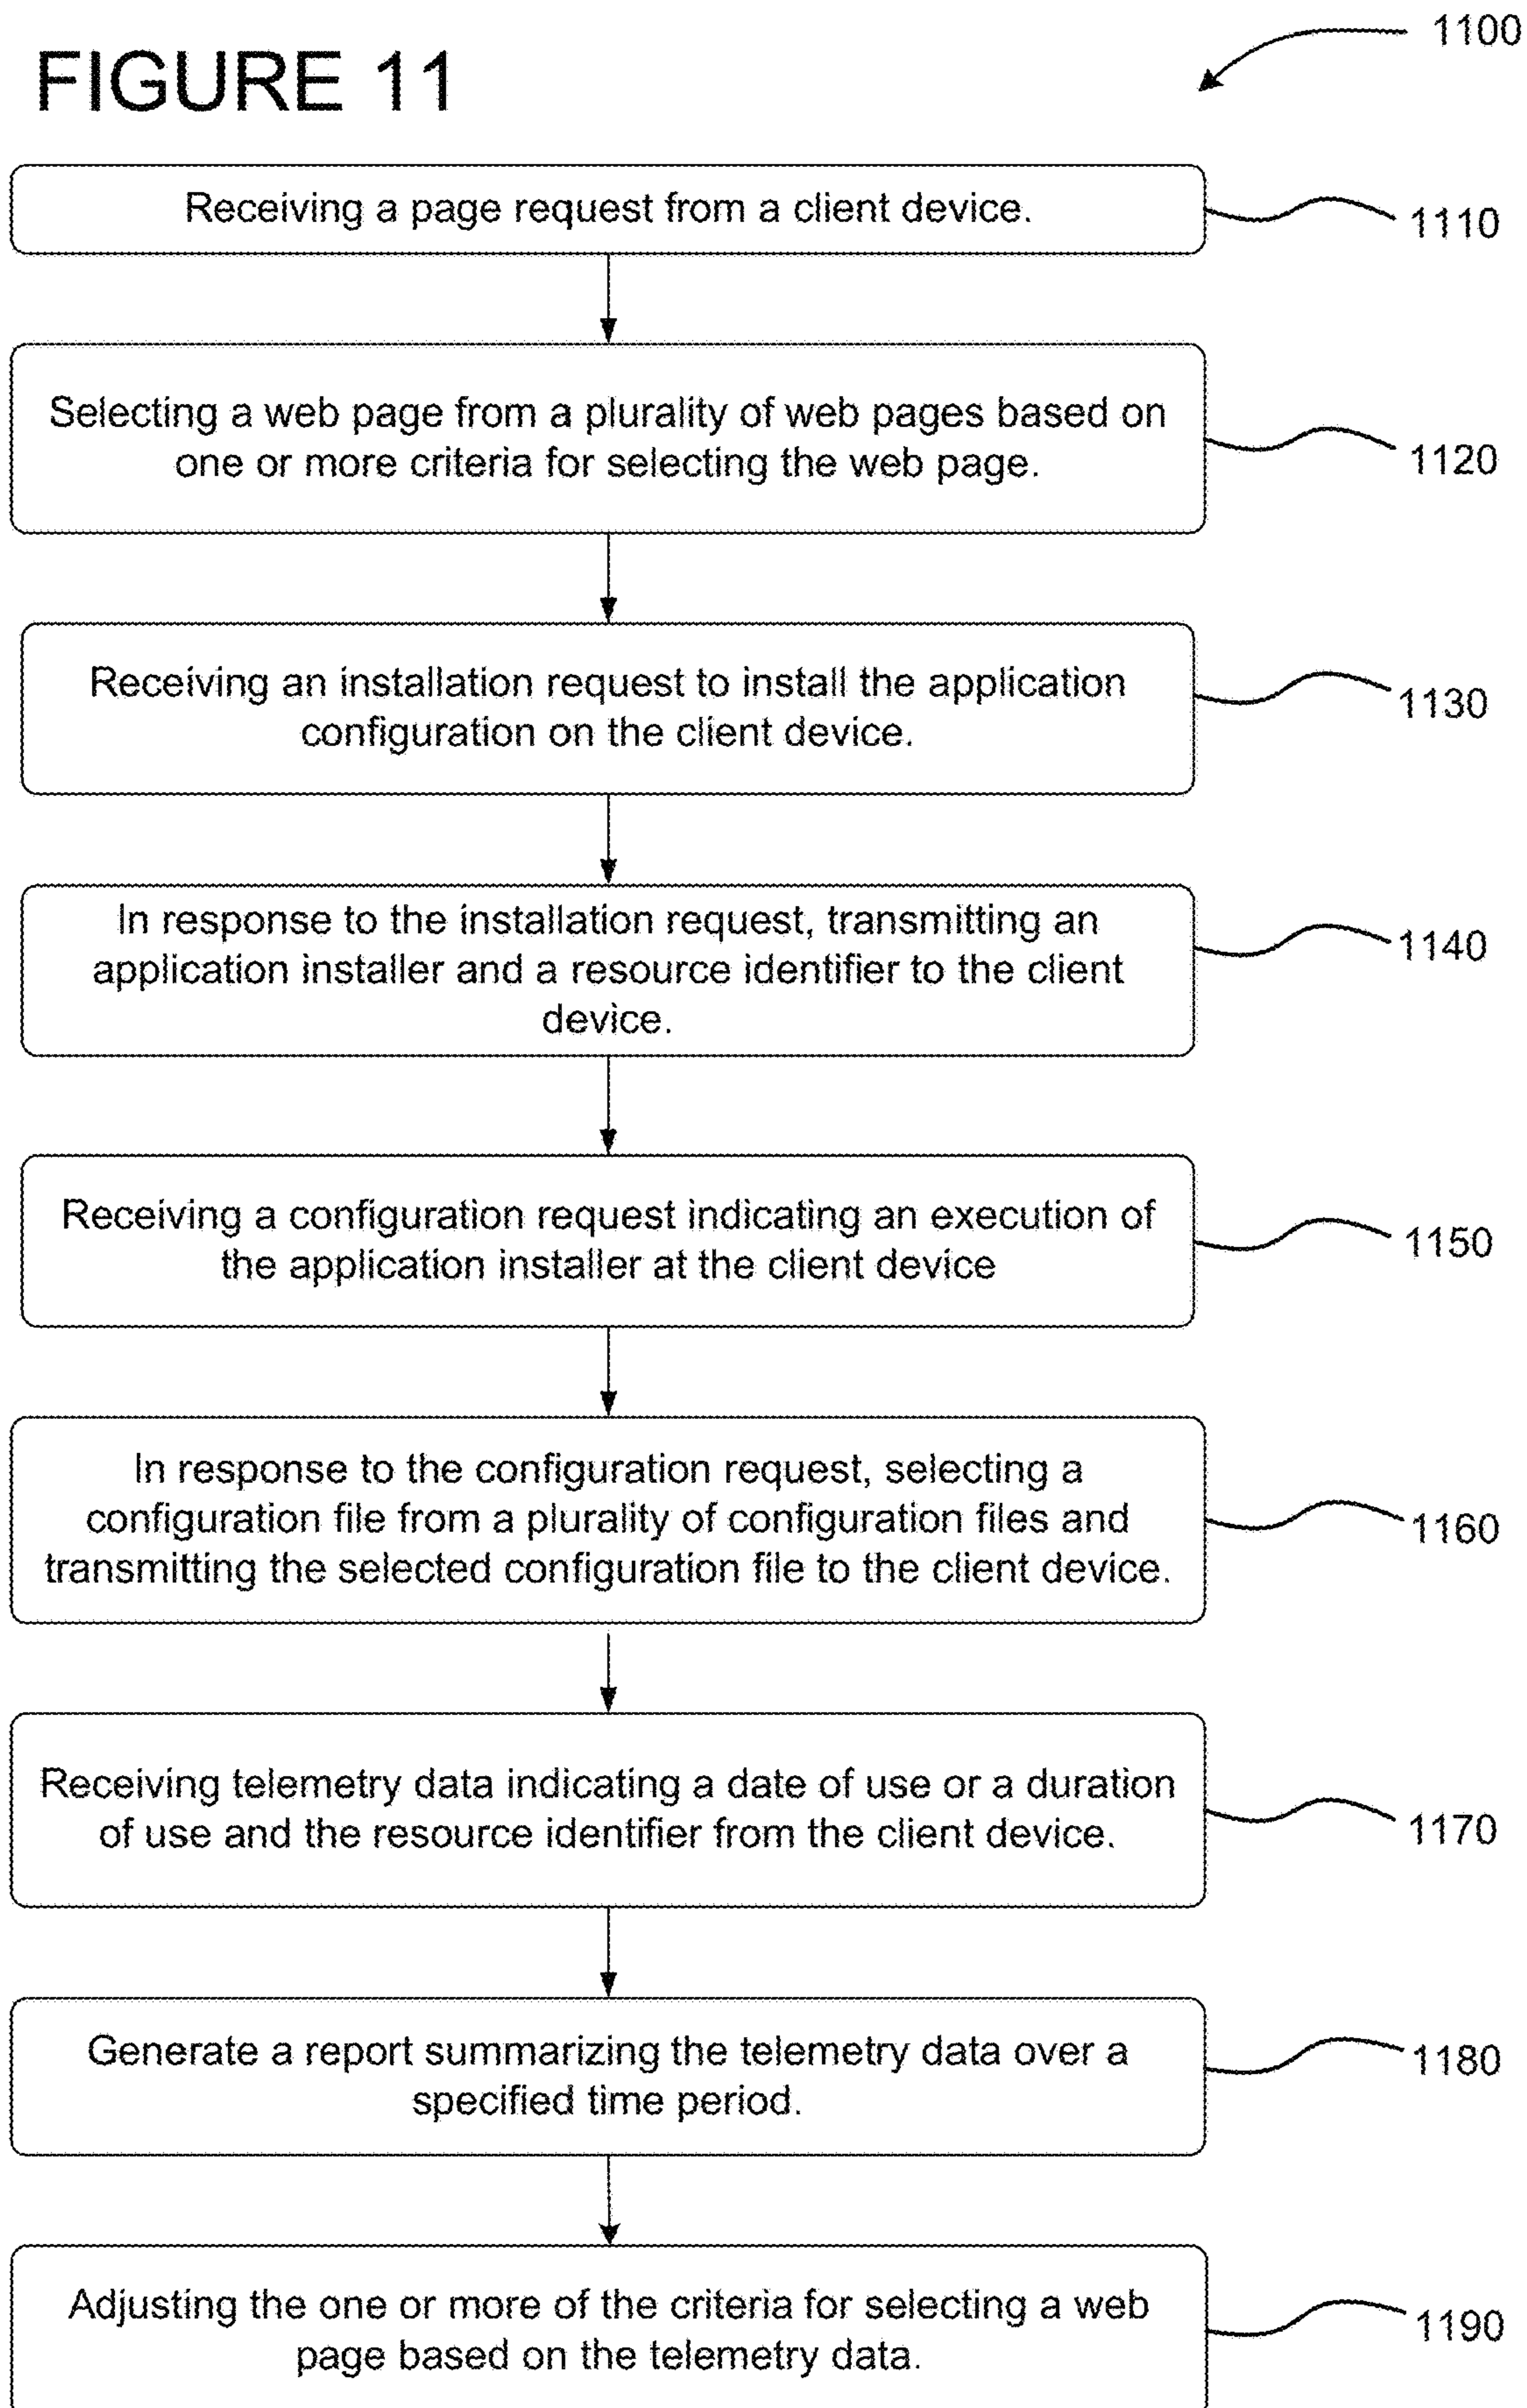 1100
FIGURE 11
Receiving a page request from a client device.
1110
Selecting a web page from a plurality of web pages based on
one or more criteria for selecting the web page.
1120
Receiving an installation request to install the application
configuration on the client device.
1130
In response to the installation request, transmitting an
application installer and a resource identifier to the client
device.
1140
Receiving a configuration request indicating an execution of
the application installer at the client device
1150
In response to the configuration request, selecting a
configuration file from a plurality of configuration files and
transmitting the selected configuration file to the client device.
1160
Receiving telemetry data indicating a date of use or a duration
of use and the resource identifier from the client device.
1170
Generate a report summarizing the telemetry data over a
specified time period.
1180
Adjusting the one or more of the criteria for selecting a web
page based on the telemetry data.
1190